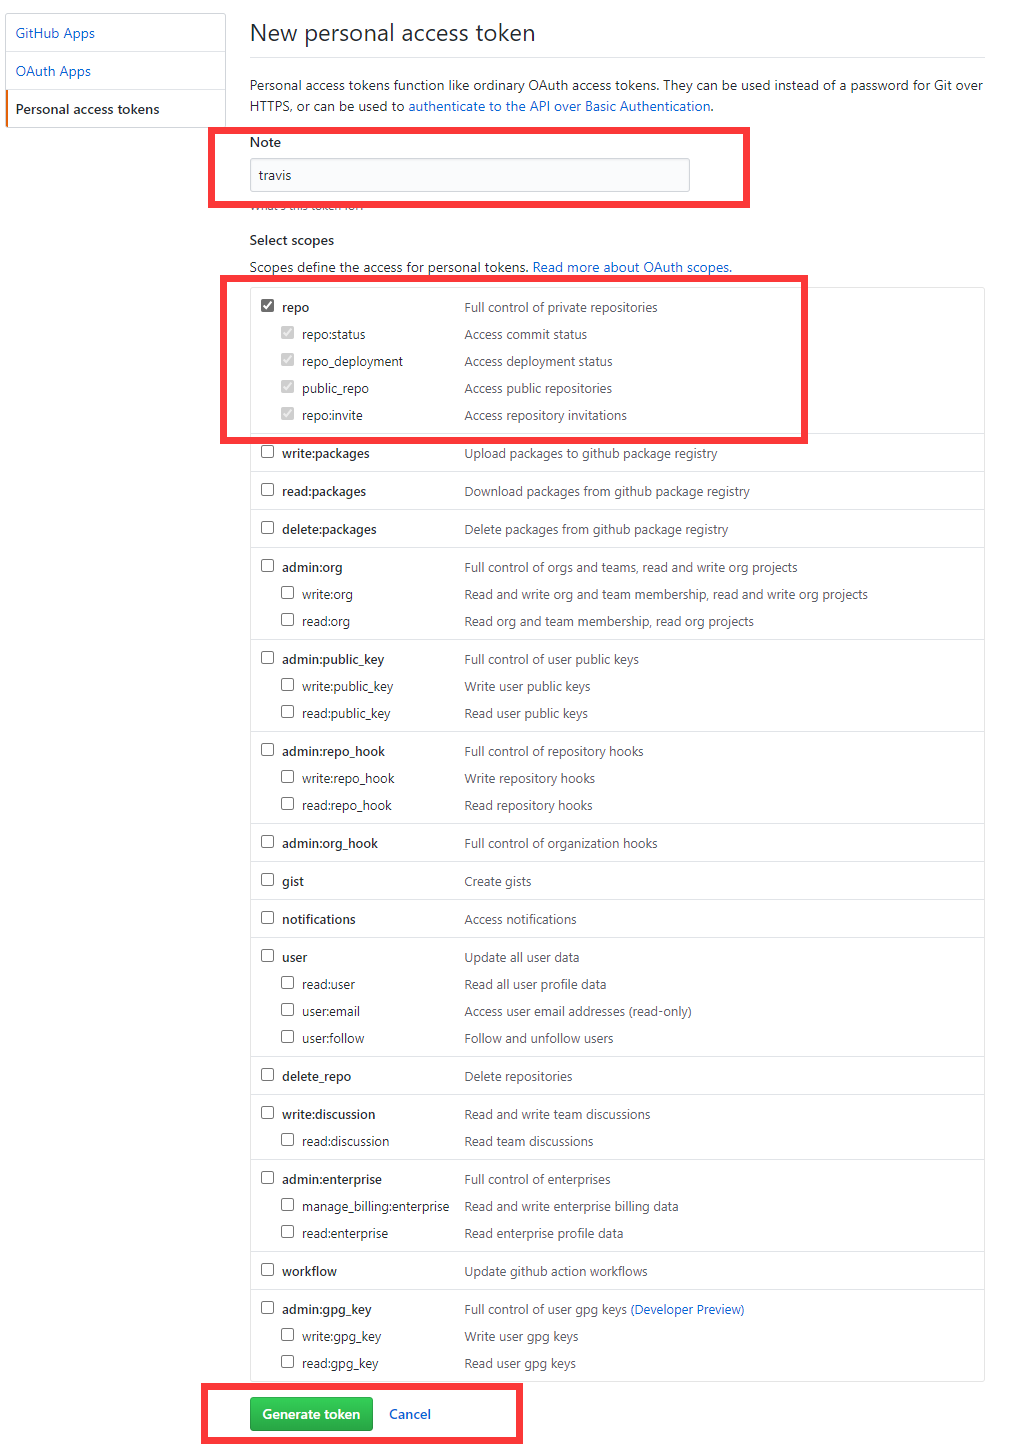 GitHub Apps
OAuth Apps
Personal access tokens
New personal access token
Personal access tokens function like ordinary OAuth access tokens. They can be used instead of a password for Git over
HTTPS, or can be used to authenticate to the API over Basic Authentication.
Note
travis
What's this token for?
Select scopes
Scopes define the access for personal tokens. Read more about OAuth scopes.
repo Full control of private repositories
repo:status Access commit status
repo_deployment Access deployment status
public_repo Access public repositories
repo:invite Access repository invitations
write:packages Upload packages to github package registry
read:packages Download packages from github package registry
delete:packages Delete packages from github package registry
admin:org Full control of orgs and teams, read and write org projects
write:org Read and write org and team membership, read and write org projects
read:org Read org and team membership, read org projects
admin:public_key Full control of user public keys
write:public_key Write user public keys
read:public_key Read user public keys
admin:repo_hook Full control of repository hooks
write:repo_hook Write repository hooks
read:repo_hook Read repository hooks
admin:org_hook Full control of organization hooks
gist Create gists
notifications Access notifications
user Update all user data
read:user Read all user profile data
user:email Access user email addresses (read-only)
user:follow Follow and unfollow users
delete_repo Delete repositories
write:discussion Read and write team discussions
read:discussion Read team discussions
admin:enterprise Full control of enterprises
manage_billing:enterprise Read and write enterprise billing data
read:enterprise Read enterprise profile data
workflow Update github action workflows
admin:gpg_key Full control of user gpg keys (Developer Preview)
write:gpg_key Write user gpg keys
read:gpg_key Read user gpg keys
Generate token Cancel